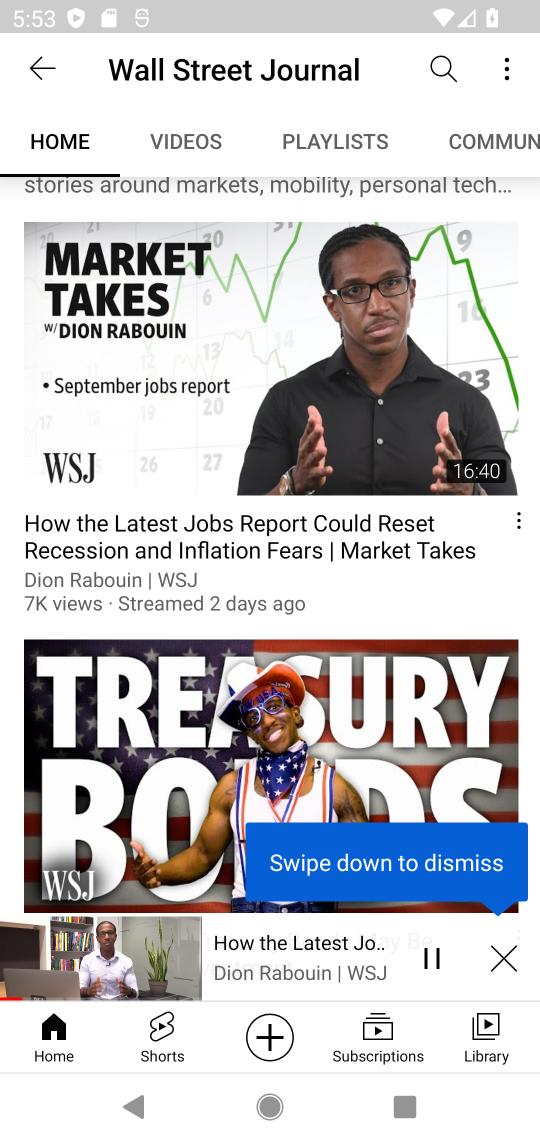 5:53
Wall Street Journal
HOME VIDEOS PLAYLISTS COMMUN
stories around markets, mobility, personal tech...
MARKET
TAKES
W/ DION RABOUIN
• September jobs report
WSJ
16:40
How the Latest Jobs Report Could Reset
Recession and Inflation Fears | Market Takes
Dion Rabouin | WSJ
7K views · Streamed 2 days ago
TREASURY
BONDS
WSJ
Swipe down to dismiss
How the Latest Jo..
Dion Rabouin | WSJ
Home Shorts Subscriptions Library